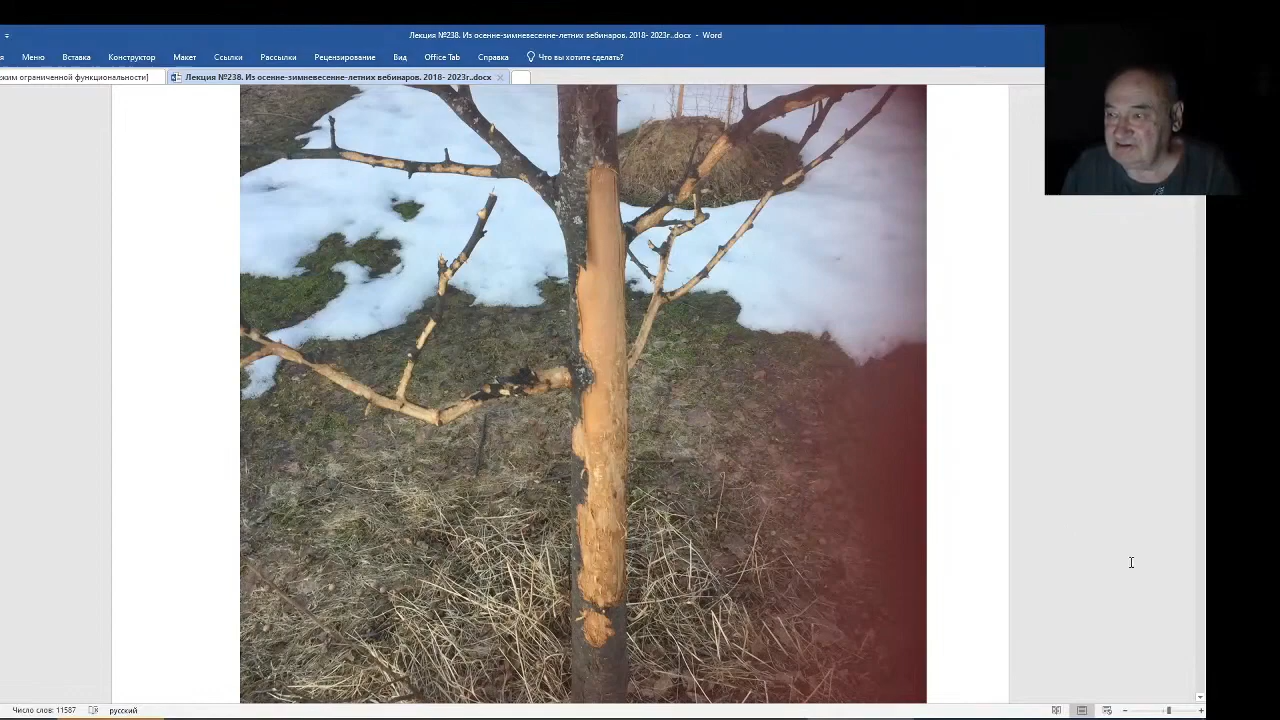 Лекция №238. Из осенне-зимневесенне-летних вебинаров. 2018- 2023г..docx - Word
я Меню Вставка Конструктор Макет Ссылки Рассылки Рецензирование Вид Office Tab Справка Что вы хотите сделать?
ежим ограниченной функциональности] Лекция №238. Из осенне-зимневесенне-летних вебинаров. 2018- 2023г..docx
Число слов: 11587 русский